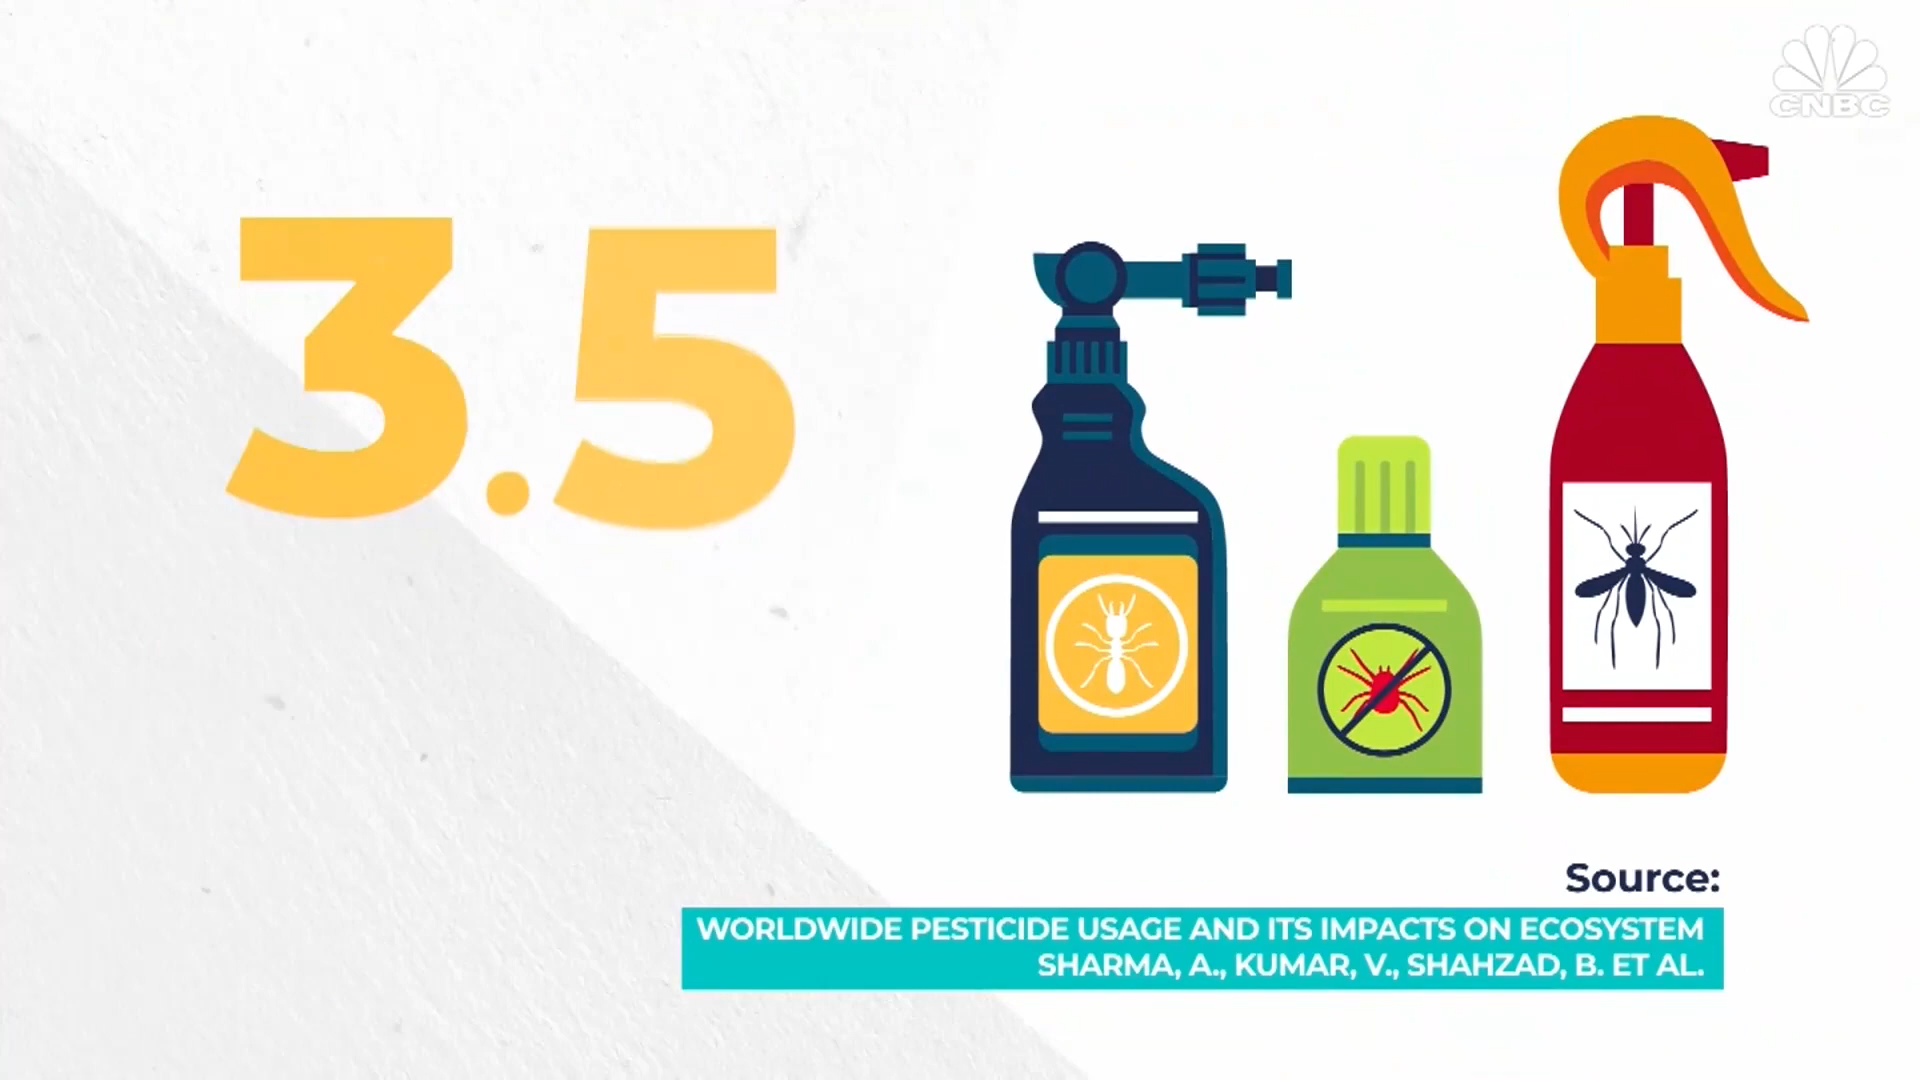 CNBC
3.5
Source:
WORLDWIDE PESTICIDE USAGE AND ITS IMPACTS ON ECOSYSTEM
SHARMA, A., KUMAR, V., SHAHZAD, B. ET AL.